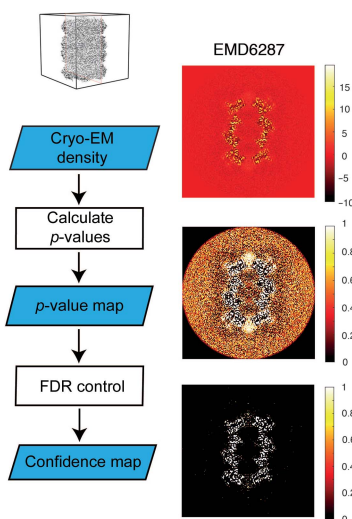 EMD6287
Cryo-EM
density
Calculate
p-values
p-value map
FDR control
Confidence map
15
10
5
0
−5
−10
1
0.8
0.6
0.4
0.2
0
1
0.8
0.6
0.4
0.2
0